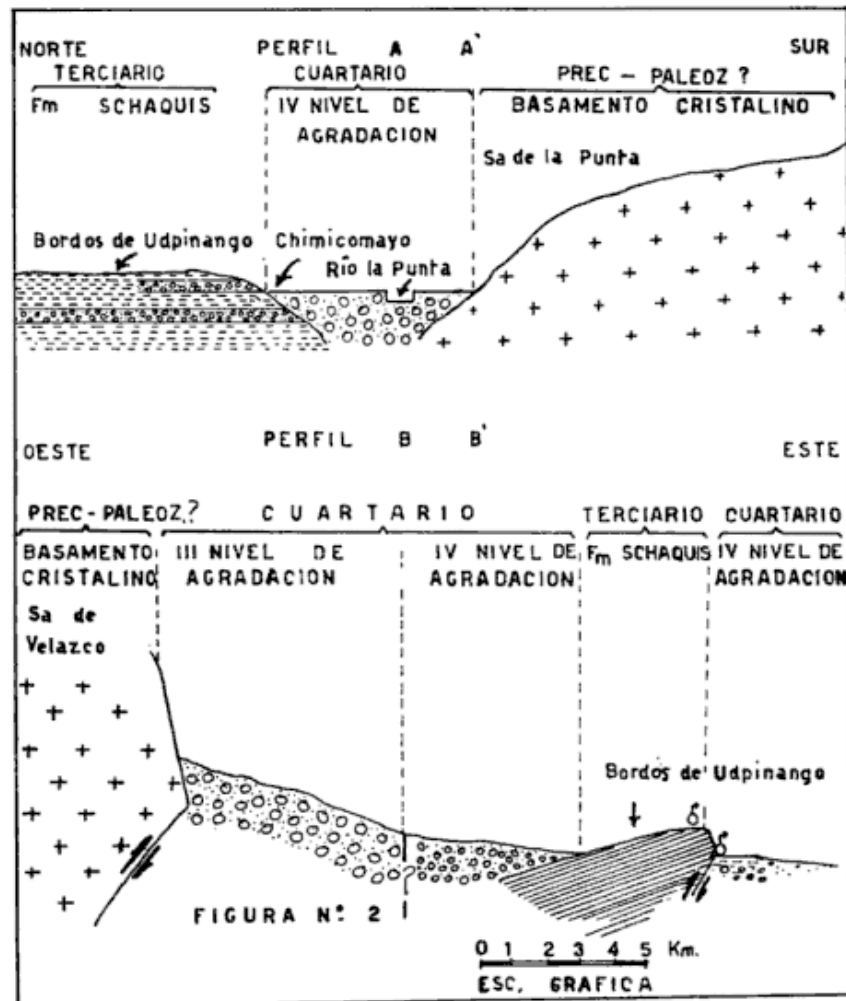 NORTE PERFIL A A' SUR
TERCIARIO CUARTARIO PREC - PALEOZ ?
Fm SCHAQUIS IV NIVEL DE AGRADACION BASAMENTO CRISTALINO
Sa de la Punta
Bordos de Udpinango Chimicomayo
Río la Punta
PERFIL B B'
OESTE ESTE
PREC-PALEOZ.? CUARTARIO TERCIARIO CUARTARIO
BASAMENTO CRISTALINO III NIVEL DE AGRADACION IV NIVEL DE AGRADACION Fm SCHAQUIS IV NIVEL DE AGRADACION
Sa de
Velazco
Bordos de Udpinango
?
FIGURA Nº 2
0 1 2 3 4 5 Km.
ESC. GRAFICA